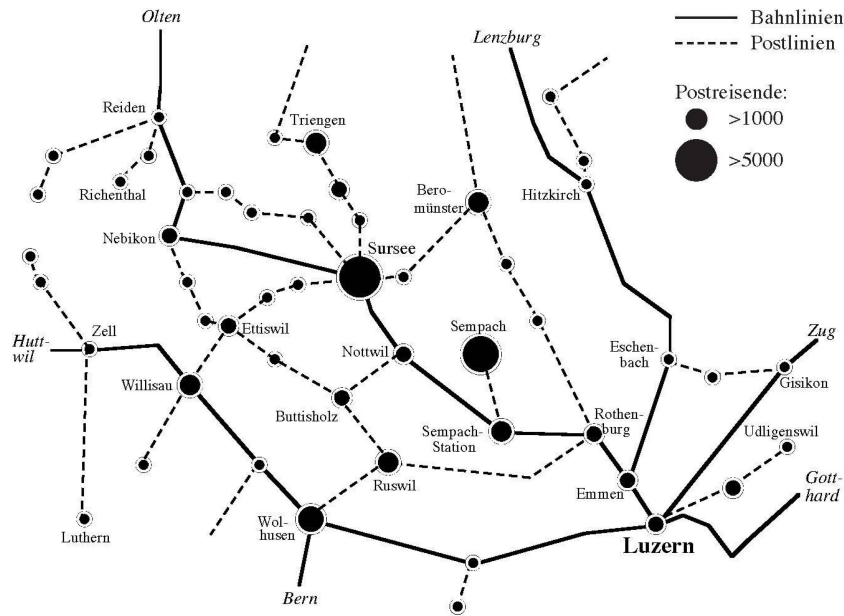 Olten
Lenzburg
Bahnlinien
Postlinien
Postreisende:
>1000
>5000
Reiden
Triengen
Richenthal
Bero-
münster
Hitzkirch
Nebikon
Sursee
Hutt-
wil
Zell
Ettiswil
Nottwil
Sempach
Eschen-
bach
Zug
Gisikon
Willisau
Buttisholz
Sempach-
Station
Rothen-
burg
Udligenswil
Ruswil
Emmen
Gott-
hard
Luthern
Wol-
husen
Luzern
Bern